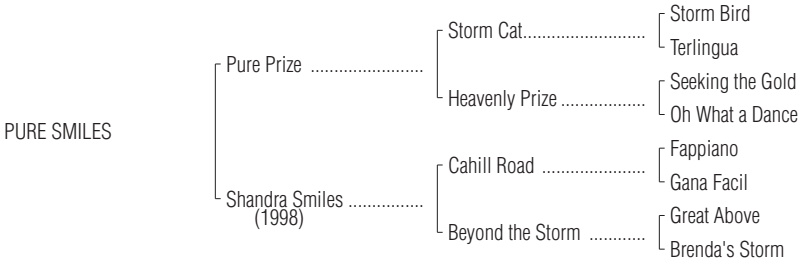 Storm Bird
Storm Cat.........................
Terlingua
Pure Prize .......................
Seeking the Gold
Heavenly Prize .................
Oh What a Dance
PURE SMILES
Fappiano
Cahill Road .....................
Gana Facil
Shandra Smiles ................
(1998)
Great Above
Beyond the Storm ............
Brenda's Storm